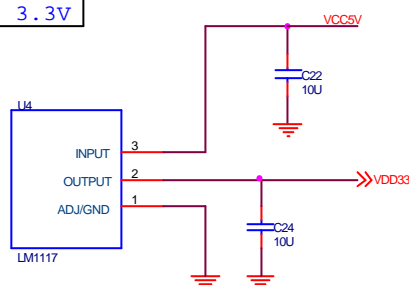 3.3V
VCC5V
C22
10U
U4
INPUT 3
OUTPUT 2
VDD33
ADJ/GND 1
C24
10U
LM1117